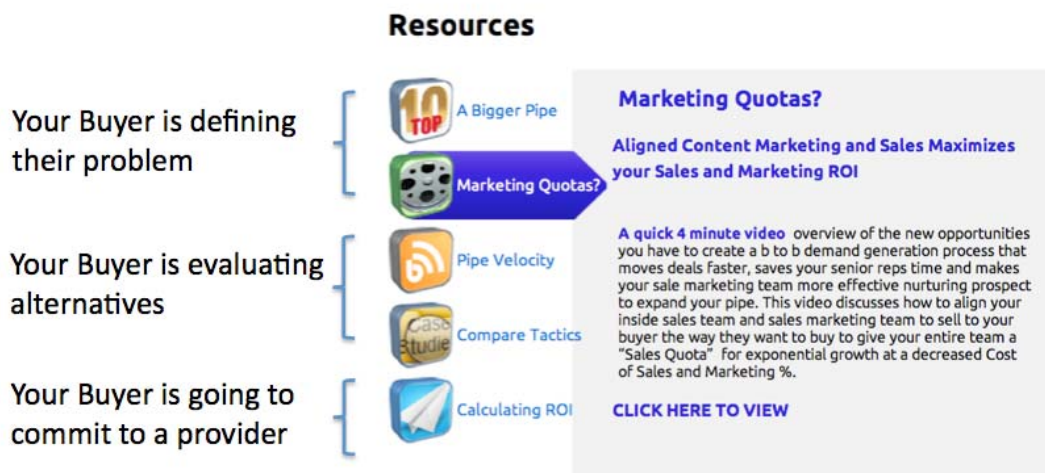 Resources
Your Buyer is defining
their problem
10
TOP
A Bigger Pipe
Marketing Quotas?
Your Buyer is evaluating
alternatives
Pipe Velocity
Case
Studie
Compare Tactics
Your Buyer is going to
commit to a provider
Calculating ROI
Marketing Quotas?
Aligned Content Marketing and Sales Maximizes
your Sales and Marketing ROI
A quick 4 minute video overview of the new opportunities
you have to create a b to b demand generation process that
moves deals faster, saves your senior reps time and makes
your sale marketing team more effective nurturing prospect
to expand your pipe. This video discusses how to align your
inside sales team and sales marketing team to sell to your
buyer the way they want to buy to give your entire team a
"Sales Quota" for exponential growth at a decreased Cost
of Sales and Marketing %.
CLICK HERE TO VIEW